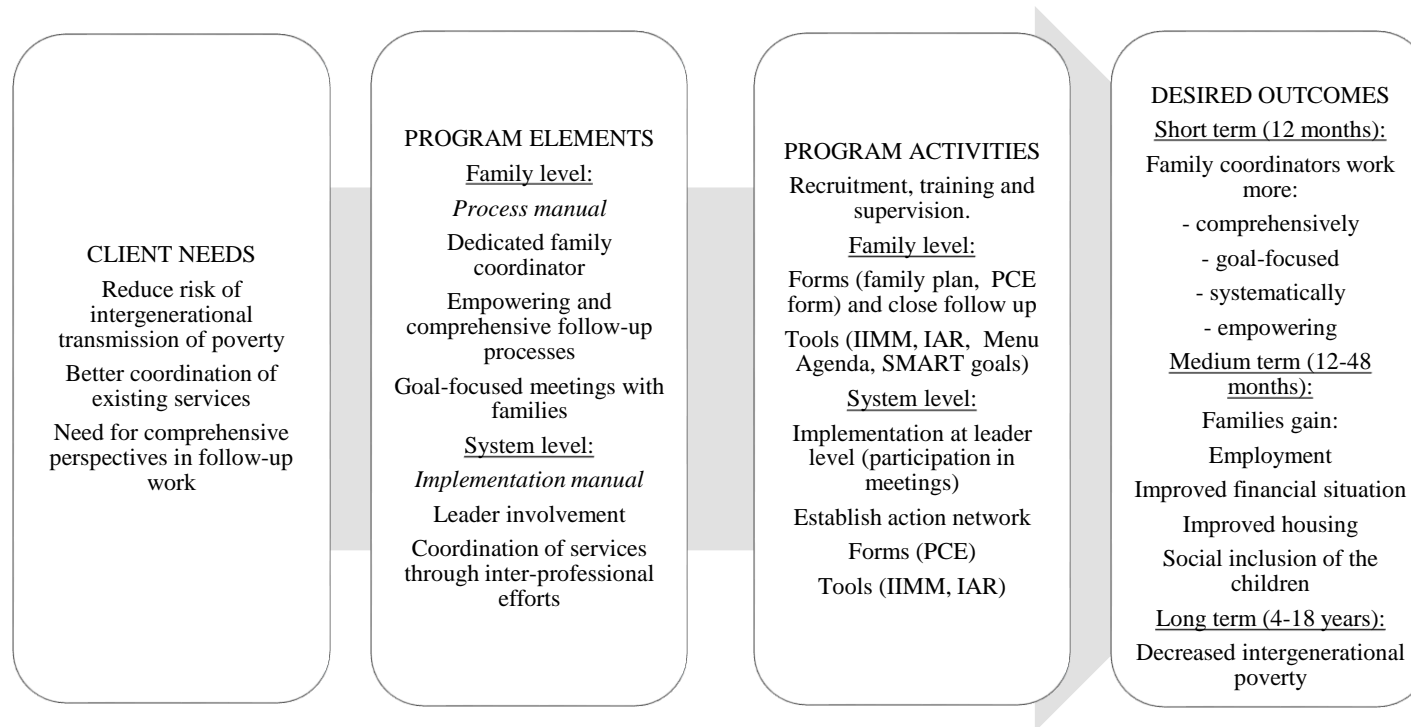 CLIENT NEEDS
Reduce risk of
intergenerational
transmission of poverty
Better coordination of
existing services
Need for comprehensive
perspectives in follow-up
work
PROGRAM ELEMENTS
Family level:
Process manual
Dedicated family
coordinator
Empowering and
comprehensive follow-up
processes
Goal-focused meetings with
families
System level:
Implementation manual
Leader involvement
Coordination of services
through inter-professional
efforts
PROGRAM ACTIVITIES
Recruitment, training and
supervision.
Family level:
Forms (family plan, PCE
form) and close follow up
Tools (IIMM, IAR, Menu
Agenda, SMART goals)
System level:
Implementation at leader
level (participation in
meetings)
Establish action network
Forms (PCE)
Tools (IIMM, IAR)
DESIRED OUTCOMES
Short term (12 months):
Family coordinators work
more:
- comprehensively
- goal-focused
- systematically
- empowering
Medium term (12-48
months):
Families gain:
Employment
Improved financial situation
Improved housing
Social inclusion of the
children
Long term (4-18 years):
Decreased intergenerational
poverty